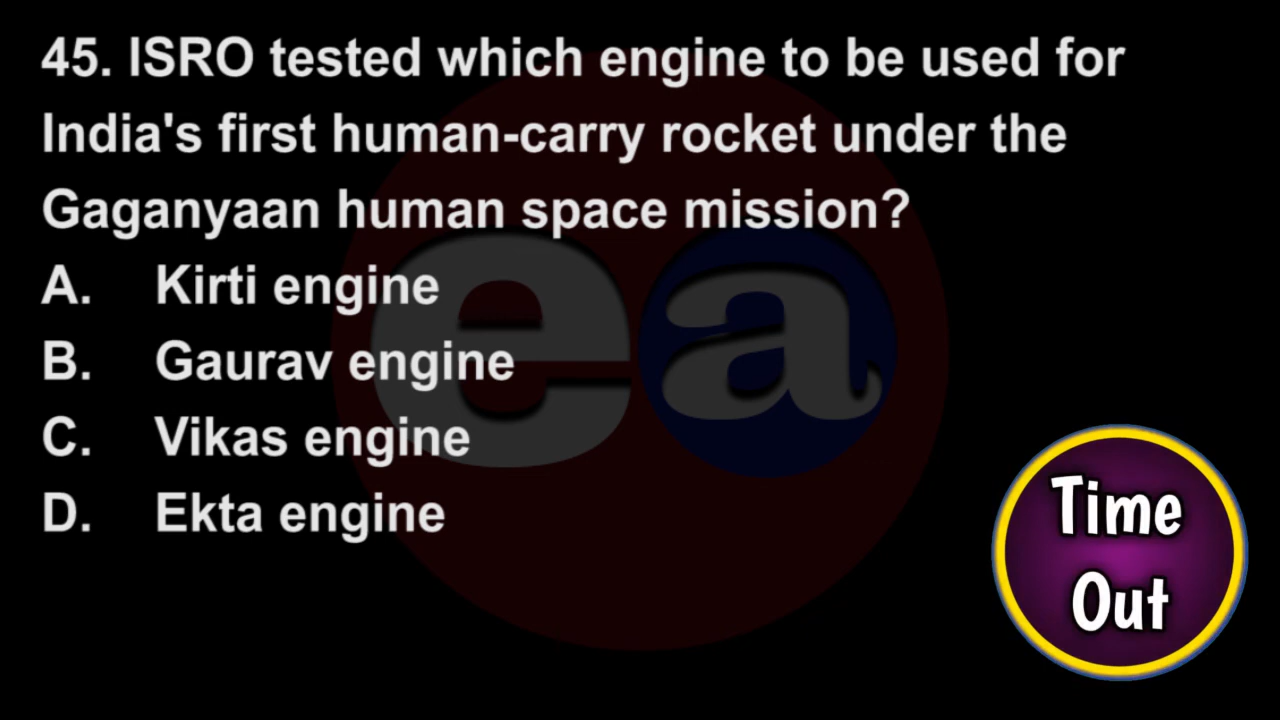 45. ISRO tested which engine to be used for
India's first human-carry rocket under the
Gaganyaan human space mission?
A. Kirti engine
B. Gaurav engine
C. Vikas engine
D. Ekta engine
ea
Time
Out